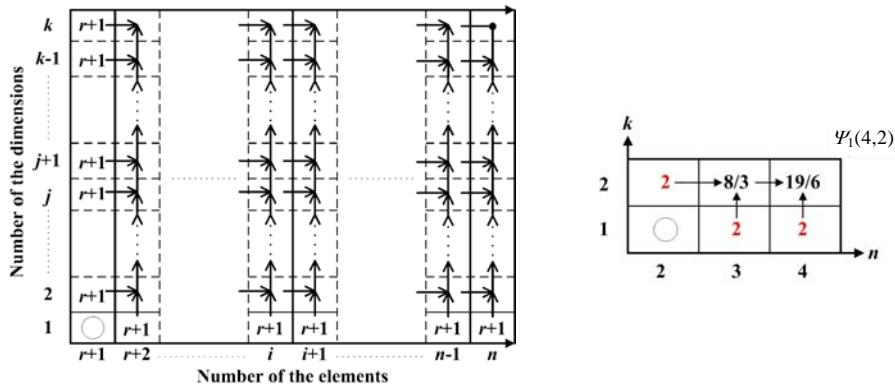 k r+1
k-1 r+1
j+1 r+1
j r+1
2 r+1
1 r+1 r+1 r+1 r+1 r+1
r+1 r+2 i i+1 n-1 n
Number of the elements
Number of the dimensions
Ψ₁(4,2)
k
2 2 8/3 19/6
1 2 2
n
2 3 4